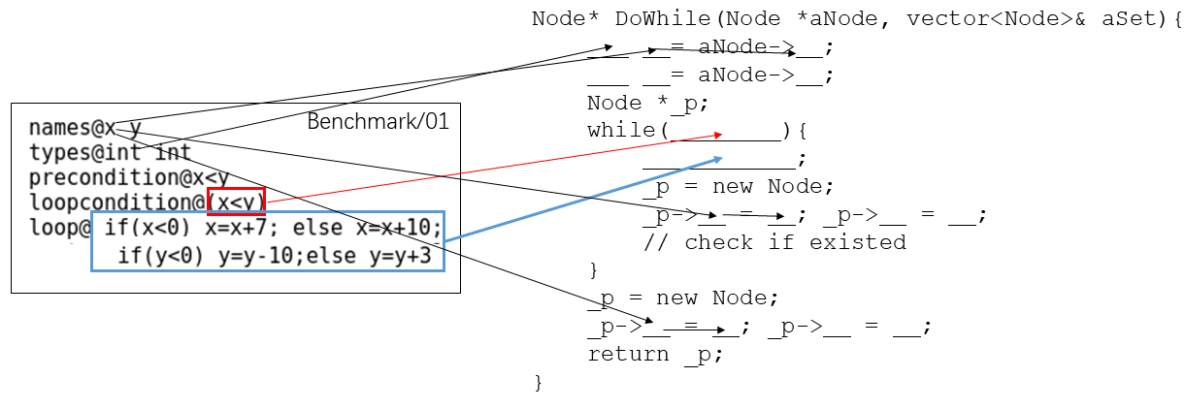 Benchmark/01
names@x y
types@int int
precondition@x<y
loopcondition@(x<y)
loop@ if(x<0) x=x+7; else x=x+10;
if(y<0) y=y-10;else y=y+3
Node* DoWhile(Node *aNode, vector<Node>& aSet){
___ __= aNode->__;
___ __= aNode->__;
Node *_p;
while(________){
___________;
_p = new Node;
_p->__ = __; _p->__ = __;
// check if existed
}
_p = new Node;
_p->__ = __; _p->__ = __;
return _p;
}